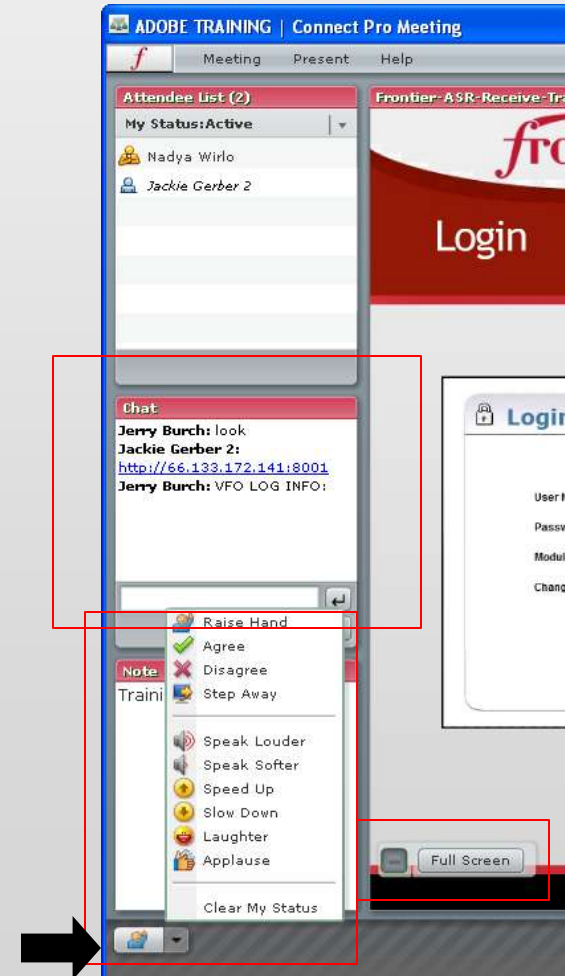 ADOBE TRAINING | Connect Pro Meeting
f Meeting Present Help
Attendee List (2)
My Status:Active
Nadya Wirlo
Jackie Gerber 2
Chat
Jerry Burch: look
Jackie Gerber 2:
http://66.133.172.141:8001
Jerry Burch: VFO LOG INFO:
Note
Traini
Raise Hand
Agree
Disagree
Step Away
Speak Louder
Speak Softer
Speed Up
Slow Down
Laughter
Applause
Clear My Status
Frontier-ASR-Receive-Tra
fro
Login
Login
User N
Passw
Modul
Chang
Full Screen